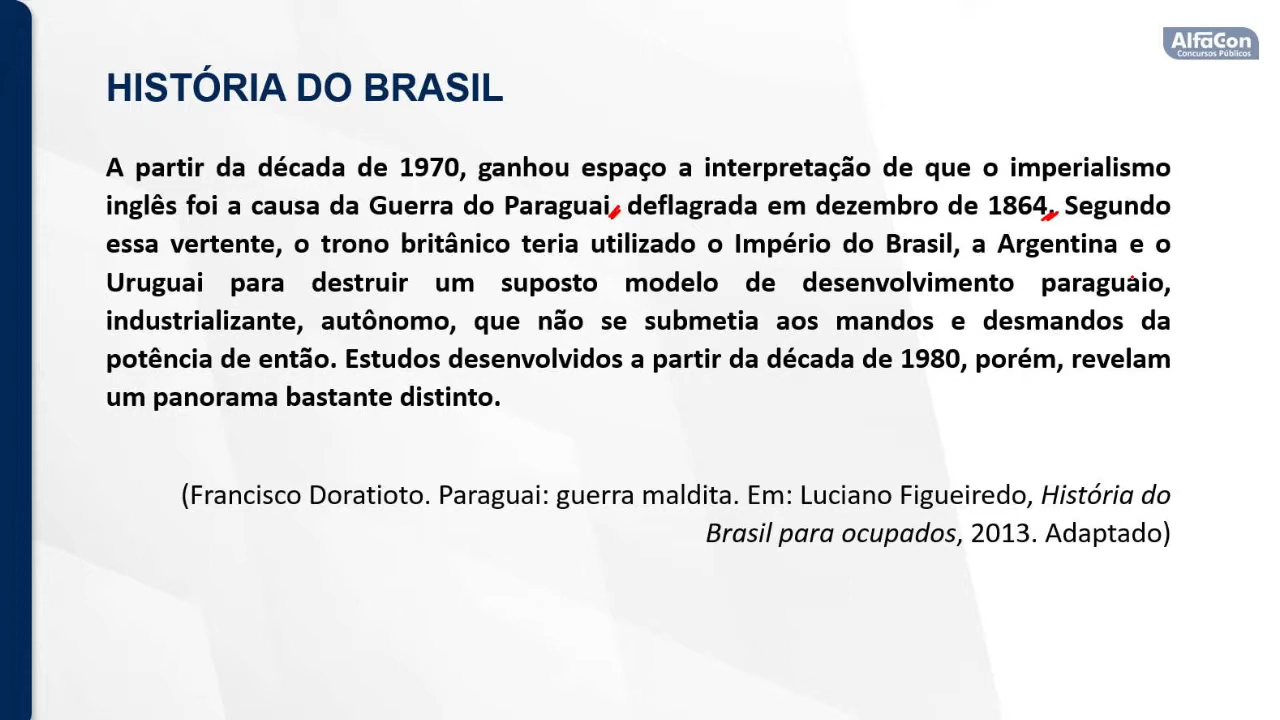 AlfaCon
Concursos Públicos
HISTÓRIA DO BRASIL
A partir da década de 1970, ganhou espaço a interpretação de que o imperialismo
inglês foi a causa da Guerra do Paraguai, deflagrada em dezembro de 1864. Segundo
essa vertente, o trono britânico teria utilizado o Império do Brasil, a Argentina e o
Uruguai para destruir um suposto modelo de desenvolvimento paraguaio,
industrializante, autônomo, que não se submetia aos mandos e desmandos da
potência de então. Estudos desenvolvidos a partir da década de 1980, porém, revelam
um panorama bastante distinto.
(Francisco Doratioto. Paraguai: guerra maldita. Em: Luciano Figueiredo, História do
Brasil para ocupados, 2013. Adaptado)